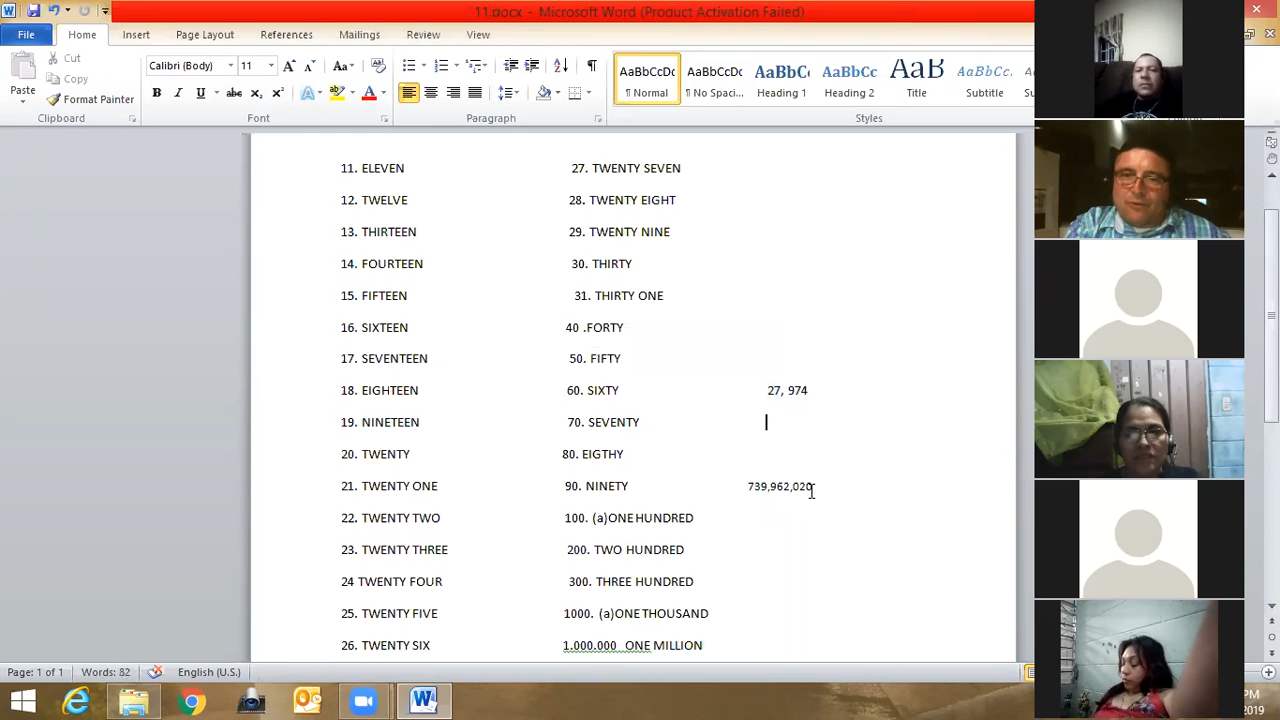 11.docx - Microsoft Word (Product Activation Failed)
File Home Insert Page Layout References Mailings Review View
Cut
Copy
Format Painter
Paste
Clipboard
Calibri (Body) 11
Font
Paragraph
AaBbCcDc AaBbCcDc AaBbC AaBbCc AaB AaBbCcD
¶ Normal ¶ No Spaci... Heading 1 Heading 2 Title Subtitle
Styles
11. ELEVEN 27. TWENTY SEVEN
12. TWELVE 28. TWENTY EIGHT
13. THIRTEEN 29. TWENTY NINE
14. FOURTEEN 30. THIRTY
15. FIFTEEN 31. THIRTY ONE
16. SIXTEEN 40 .FORTY
17. SEVENTEEN 50. FIFTY
18. EIGHTEEN 60. SIXTY 27, 974
19. NINETEEN 70. SEVENTY
20. TWENTY 80. EIGTHY
21. TWENTY ONE 90. NINETY 739,962,020
22. TWENTY TWO 100. (a)ONE HUNDRED
23. TWENTY THREE 200. TWO HUNDRED
24 TWENTY FOUR 300. THREE HUNDRED
25. TWENTY FIVE 1000. (a)ONE THOUSAND
26. TWENTY SIX 1.000.000 ONE MILLION
Page: 1 of 1 Words: 82 English (U.S.)